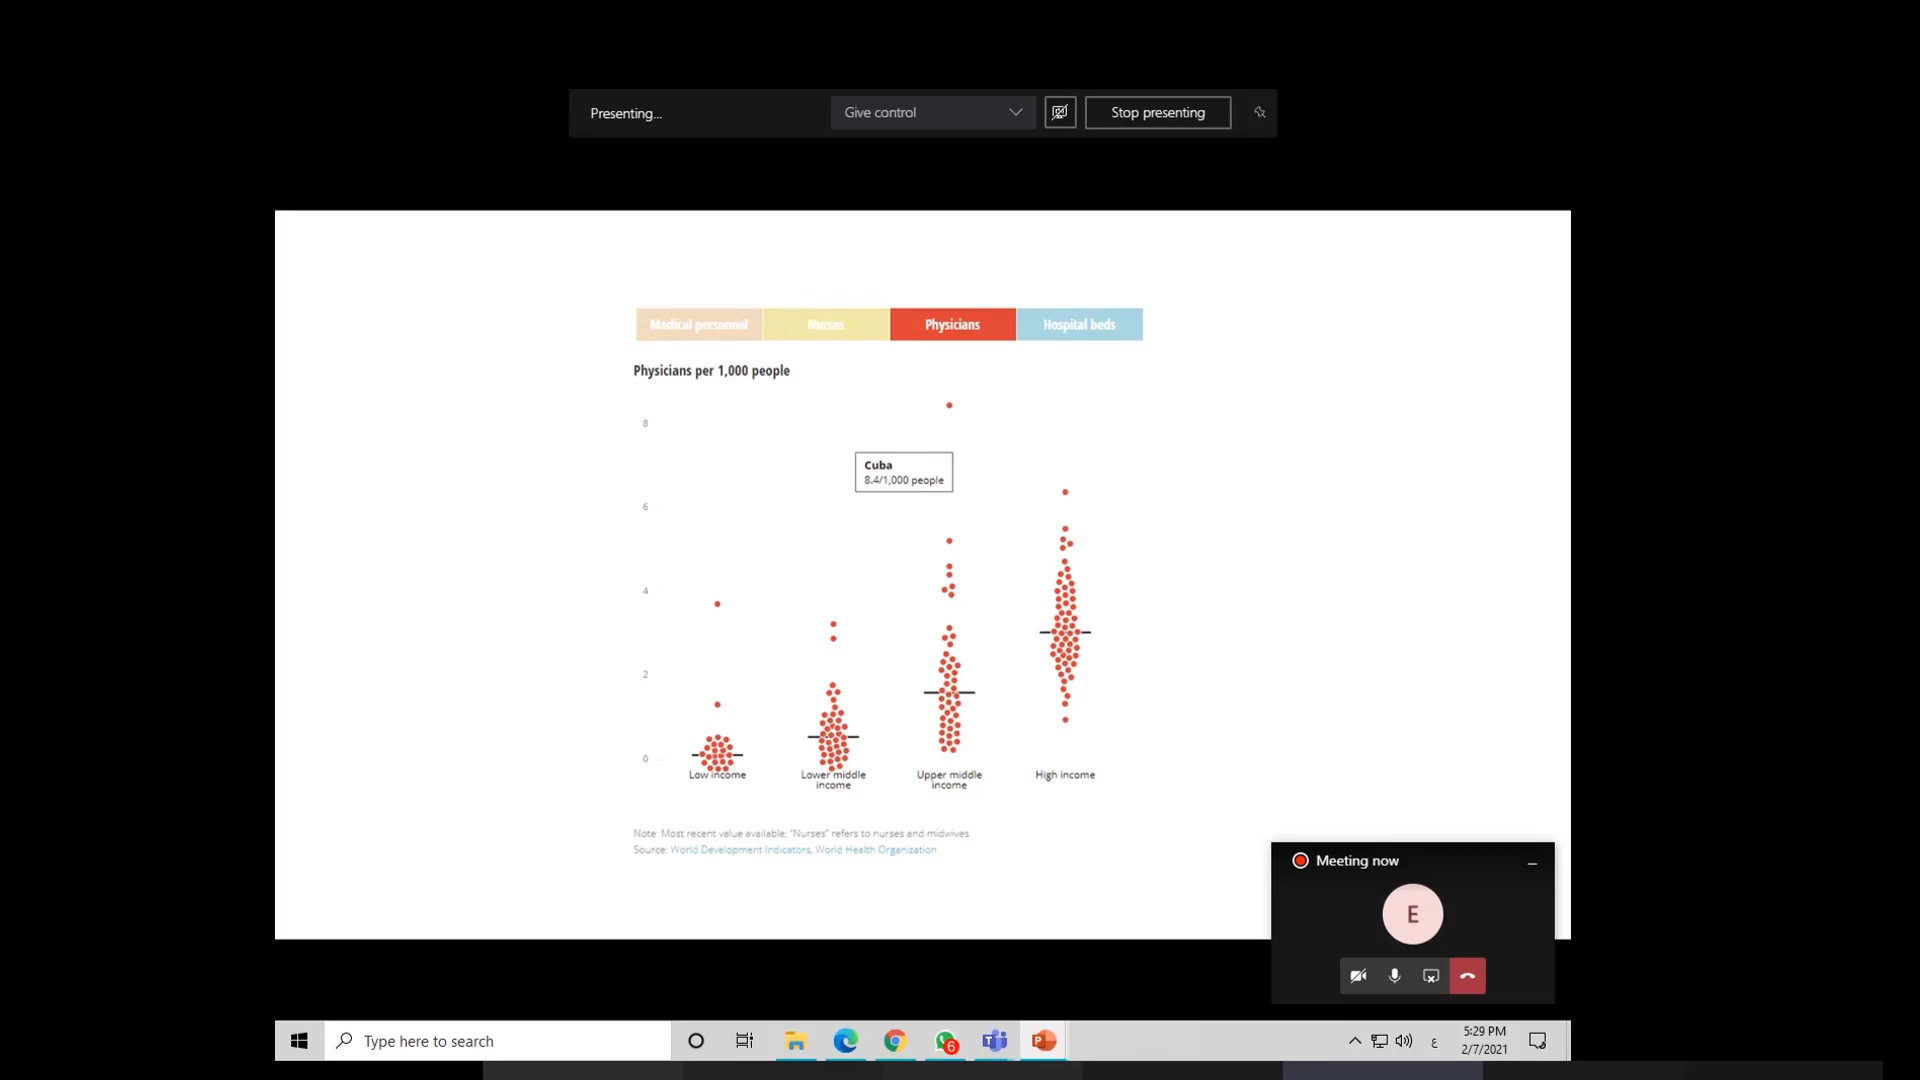 Presenting...
Give control
Stop presenting
Medical personnel
Nurses
Physicians
Hospital beds
Physicians per 1,000 people
8
Cuba
8.4/1,000 people
6
4
2
0
Low income
Lower middle
income
Upper middle
income
High income
Note: Most recent value available; "Nurses" refers to nurses and midwives
Source: World Development Indicators, World Health Organization
Meeting now
E
Type here to search
6
ع
5:29 PM
2/7/2021